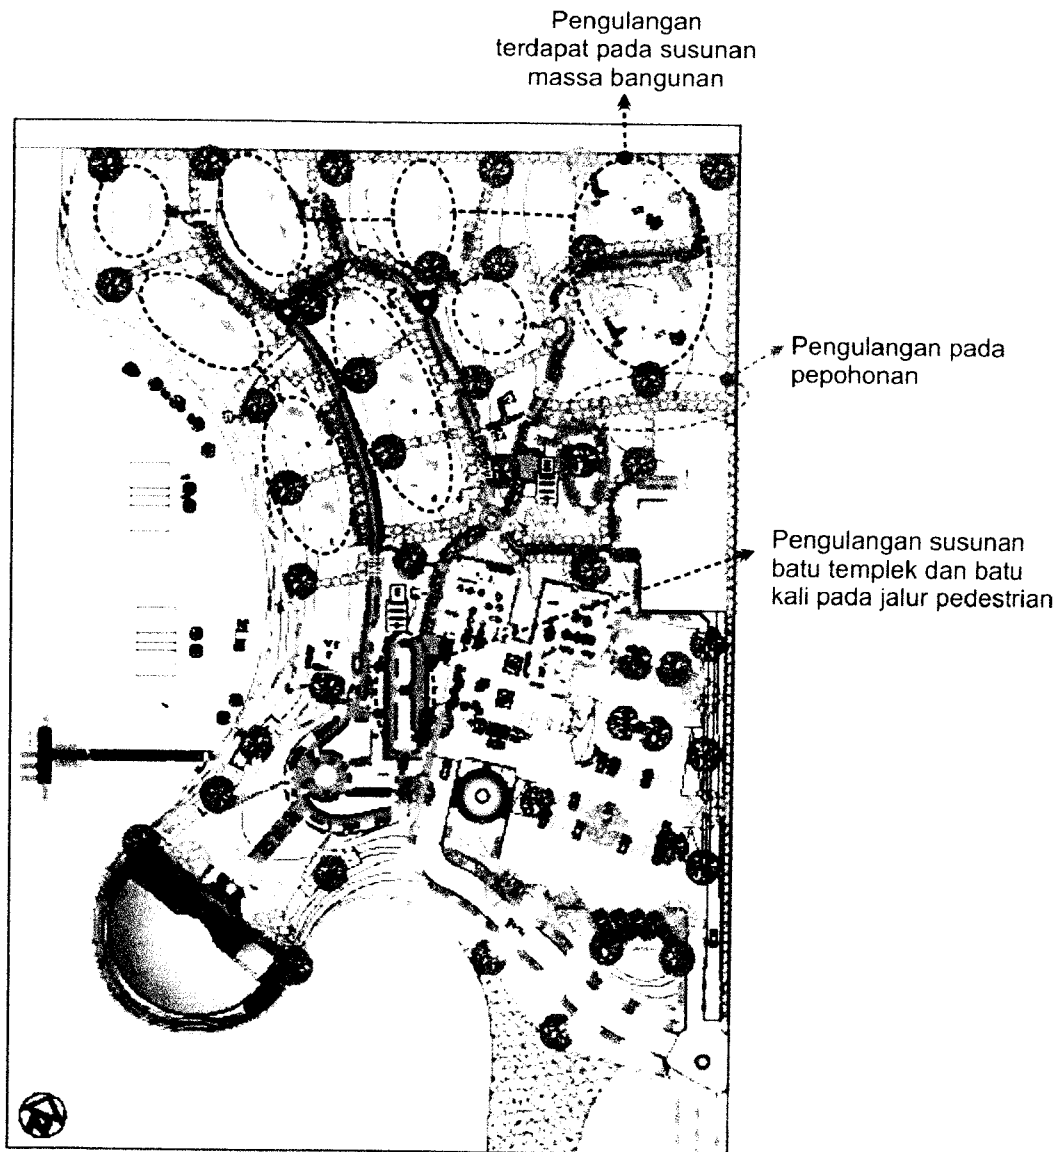 Pengulangan
terdapat pada susunan
massa bangunan
Pengulangan pada
pepohonan
Pengulangan susunan
batu templek dan batu
kali pada jalur pedestrian